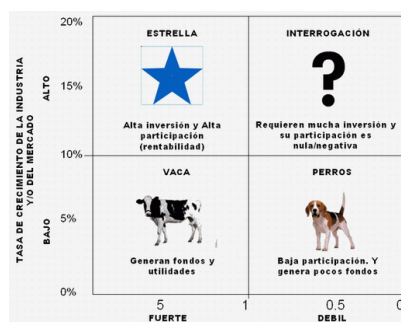 20%
ESTRELLA
INTERROGACIÓN
TASA DE CRECIMIENTO DE LA INDUSTRIA
Y/O DEL MERCADO
ALTO
15%
?
Alta inversión y Alta
participación
(rentabilidad)
Requieren mucha inversión y
su participación es
nula/negativa
10%
VACA
PERROS
BAJO
5%
Generan fondos y
utilidades
Baja participación. Y
genera pocos fondos
0%
5
1
0.5
0
FUERTE
DEBIL